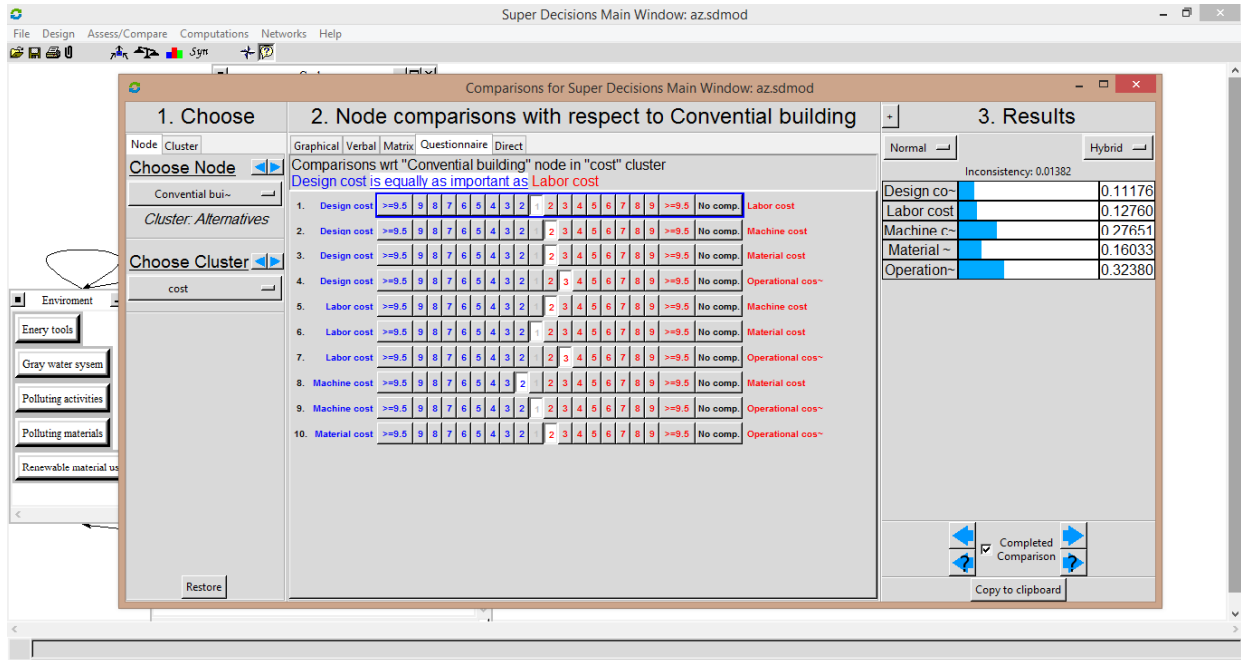 Super Decisions Main Window: az.sdmod
File Design Assess/Compare Computations Networks Help
Syn
Comparisons for Super Decisions Main Window: az.sdmod
1. Choose
2. Node comparisons with respect to Convential building
+ 3. Results
Node Cluster
Graphical Verbal Matrix Questionnaire Direct
Normal Hybrid
Choose Node
Comparisons wrt "Convential building" node in "cost" cluster
Design cost is equally as important as Labor cost
Inconsistency: 0.01382
Convential bui~
Cluster: Alternatives
Choose Cluster
cost
1. Design cost >=9.5 9 8 7 6 5 4 3 2 1 2 3 4 5 6 7 8 9 >=9.5 No comp. Labor cost
2. Design cost >=9.5 9 8 7 6 5 4 3 2 1 2 3 4 5 6 7 8 9 >=9.5 No comp. Machine cost
3. Design cost >=9.5 9 8 7 6 5 4 3 2 1 2 3 4 5 6 7 8 9 >=9.5 No comp. Material cost
4. Design cost >=9.5 9 8 7 6 5 4 3 2 1 2 3 4 5 6 7 8 9 >=9.5 No comp. Operational cos~
5. Labor cost >=9.5 9 8 7 6 5 4 3 2 1 2 3 4 5 6 7 8 9 >=9.5 No comp. Machine cost
6. Labor cost >=9.5 9 8 7 6 5 4 3 2 1 2 3 4 5 6 7 8 9 >=9.5 No comp. Material cost
7. Labor cost >=9.5 9 8 7 6 5 4 3 2 1 2 3 4 5 6 7 8 9 >=9.5 No comp. Operational cos~
8. Machine cost >=9.5 9 8 7 6 5 4 3 2 1 2 3 4 5 6 7 8 9 >=9.5 No comp. Material cost
9. Machine cost >=9.5 9 8 7 6 5 4 3 2 1 2 3 4 5 6 7 8 9 >=9.5 No comp. Operational cos~
10. Material cost >=9.5 9 8 7 6 5 4 3 2 1 2 3 4 5 6 7 8 9 >=9.5 No comp. Operational cos~
Design co~ 0.11176
Labor cost 0.12760
Machine c~ 0.27651
Material ~ 0.16033
Operation~ 0.32380
Enviroment
Enery tools
Gray water sysem
Polluting activities
Polluting materials
Renewable material us
Restore
Completed
Comparison
Copy to clipboard